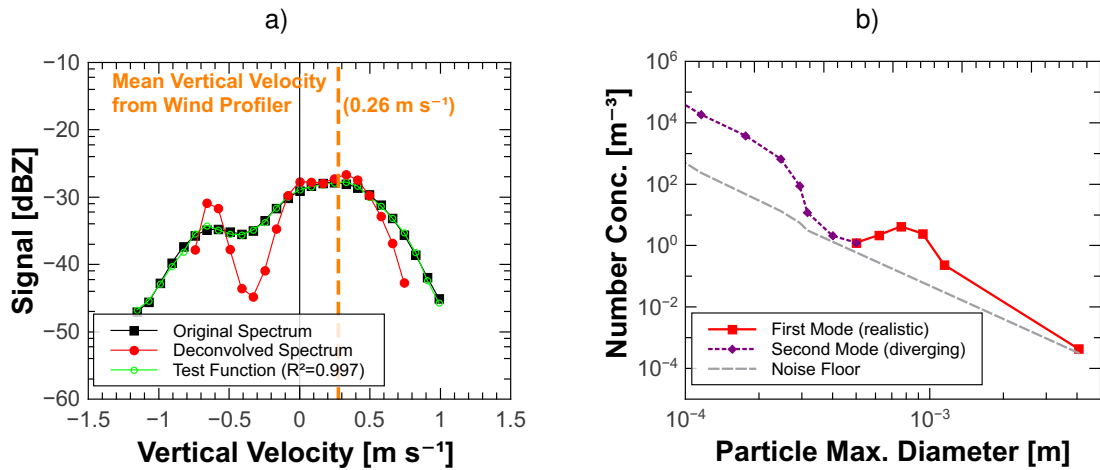 a)
b)
Signal [dBZ]
−10
−20
−30
−40
−50
−60
Mean Vertical Velocity
from Wind Profiler
(0.26 m s⁻¹)
Original Spectrum
Deconvolved Spectrum
Test Function (R²=0.997)
−1.5 −1 −0.5 0 0.5 1 1.5
Vertical Velocity [m s⁻¹]
Number Conc. [m⁻³]
10⁶
10⁴
10²
10⁰
10⁻²
10⁻⁴
First Mode (realistic)
Second Mode (diverging)
Noise Floor
10⁻⁴ 10⁻³
Particle Max. Diameter [m]